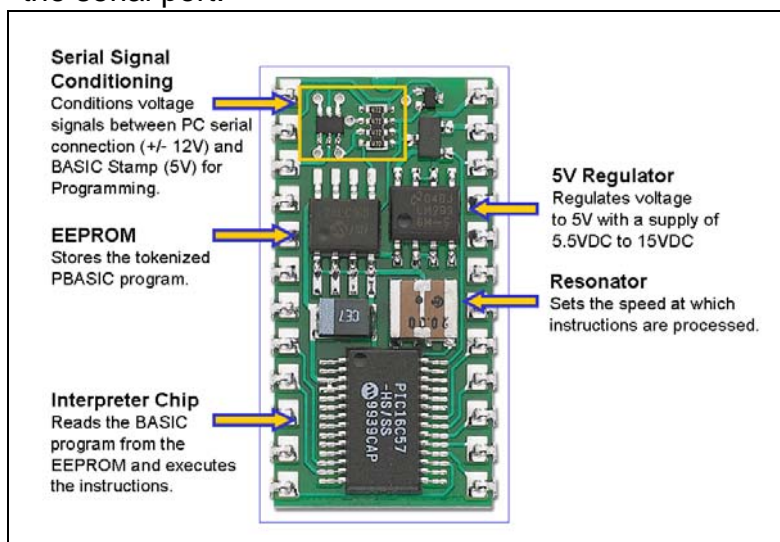 the serial port.
Serial Signal
Conditioning
Conditions voltage
signals between PC serial
connection (+/- 12V) and
BASIC Stamp (5V) for
Programming.
EEPROM
Stores the tokenized
PBASIC program.
Interpreter Chip
Reads the BASIC
program from the
EEPROM and executes
the instructions.
CE7
20.00
PIC16C57
-HS/SS
9939CAP
5V Regulator
Regulates voltage
to 5V with a supply of
5.5VDC to 15VDC
Resonator
Sets the speed at which
instructions are processed.